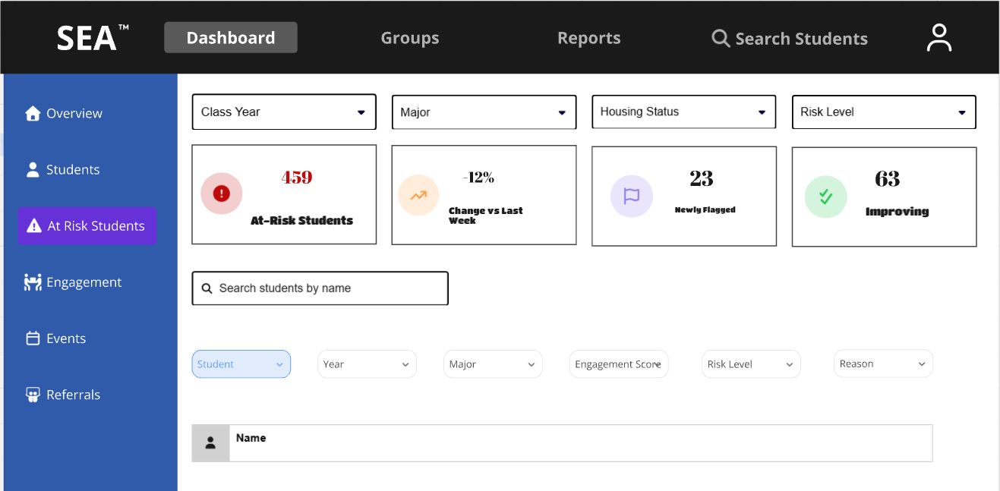 SEA™ Dashboard Groups Reports Search Students
Overview
Students
At Risk Students
Engagement
Events
Referrals
Class Year Major Housing Status Risk Level
459
At-Risk Students
-12%
Change vs Last
Week
23
Newly Flagged
63
Improving
Search students by name
Student Year Major Engagement Score Risk Level Reason
Name